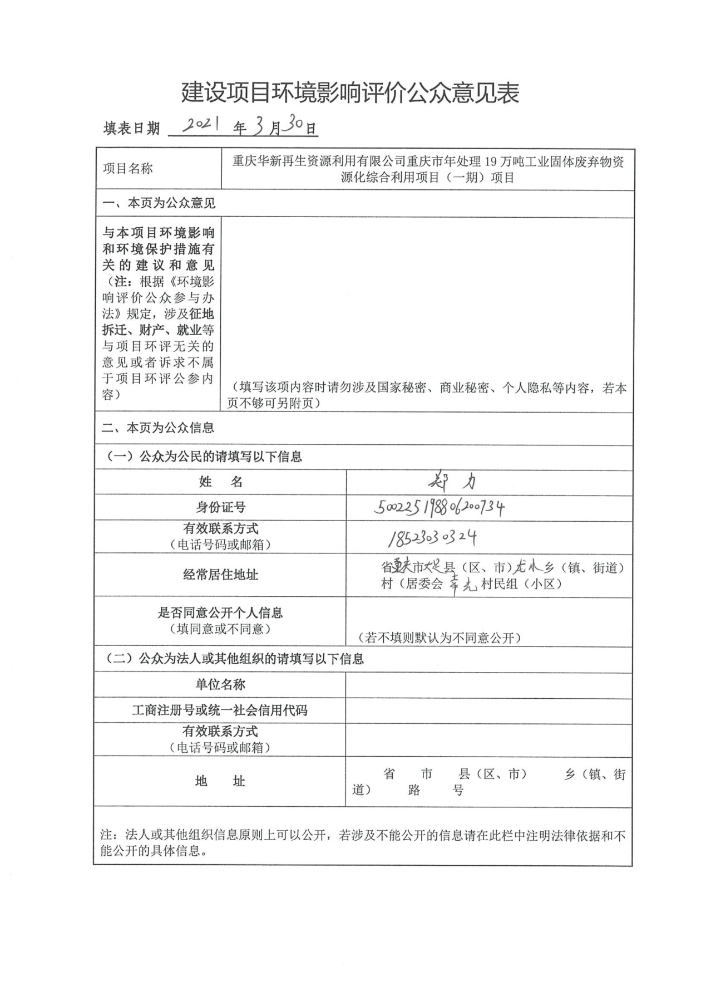 建设项目环境影响评价公众意见表
填表日期 2021 年 3 月 30 日
项目名称
重庆华新再生资源利用有限公司重庆市年处理 19 万吨工业固体废弃物资
源化综合利用项目（一期）项目
一、本页为公众意见
与本项目环境影响
和环境保护措施有
关的建议和意见
（注：根据《环境影
响评价公众参与办
法》规定，涉及征地
拆迁、财产、就业等
与项目环评无关的
意见或者诉求不属
于项目环评公参内
容）
（填写该项内容时请勿涉及国家秘密、商业秘密、个人隐私等内容，若本
页不够可另附页）
二、本页为公众信息
（一）公众为公民的请填写以下信息
姓 名
郑 力
身份证号
500225198806200734
有效联系方式
（电话号码或邮箱）
18523030324
经常居住地址
省重庆市大足县（区、市）龙水乡（镇、街道）
村（居委会 村民组（小区）
是否同意公开个人信息
（填同意或不同意）
（若不填则默认为不同意公开）
（二）公众为法人或其他组织的请填写以下信息
单位名称
工商注册号或统一社会信用代码
有效联系方式
（电话号码或邮箱）
地 址
省 市 县（区、市） 乡（镇、街
道） 路 号
注：法人或其他组织信息原则上可以公开，若涉及不能公开的信息请在此栏中注明法律依据和不
能公开的具体信息。